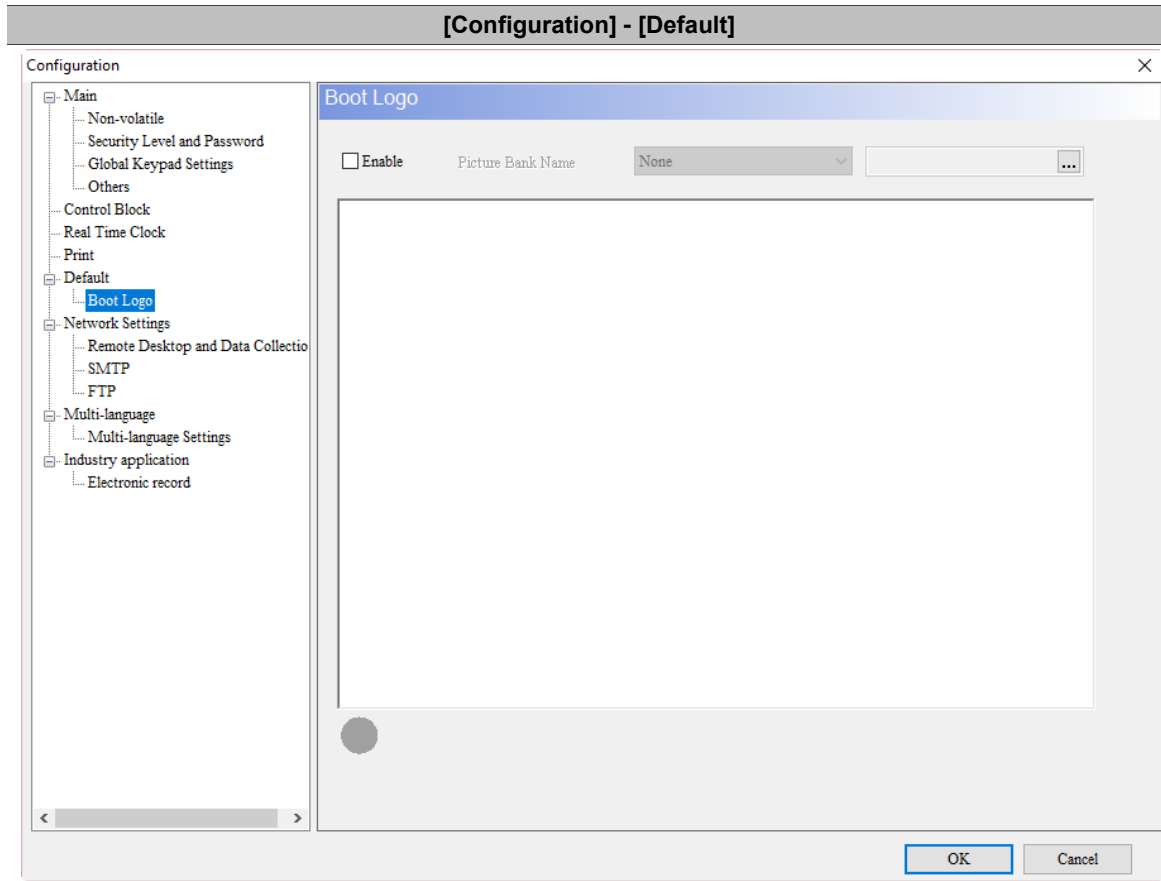 [Configuration] - [Default]
Configuration
Main
Non-volatile
Security Level and Password
Global Keypad Settings
Others
Control Block
Real Time Clock
Print
Default
Boot Logo
Network Settings
Remote Desktop and Data Collectio
SMTP
FTP
Multi-language
Multi-language Settings
Industry application
Electronic record
Boot Logo
Enable Picture Bank Name None ...
OK Cancel